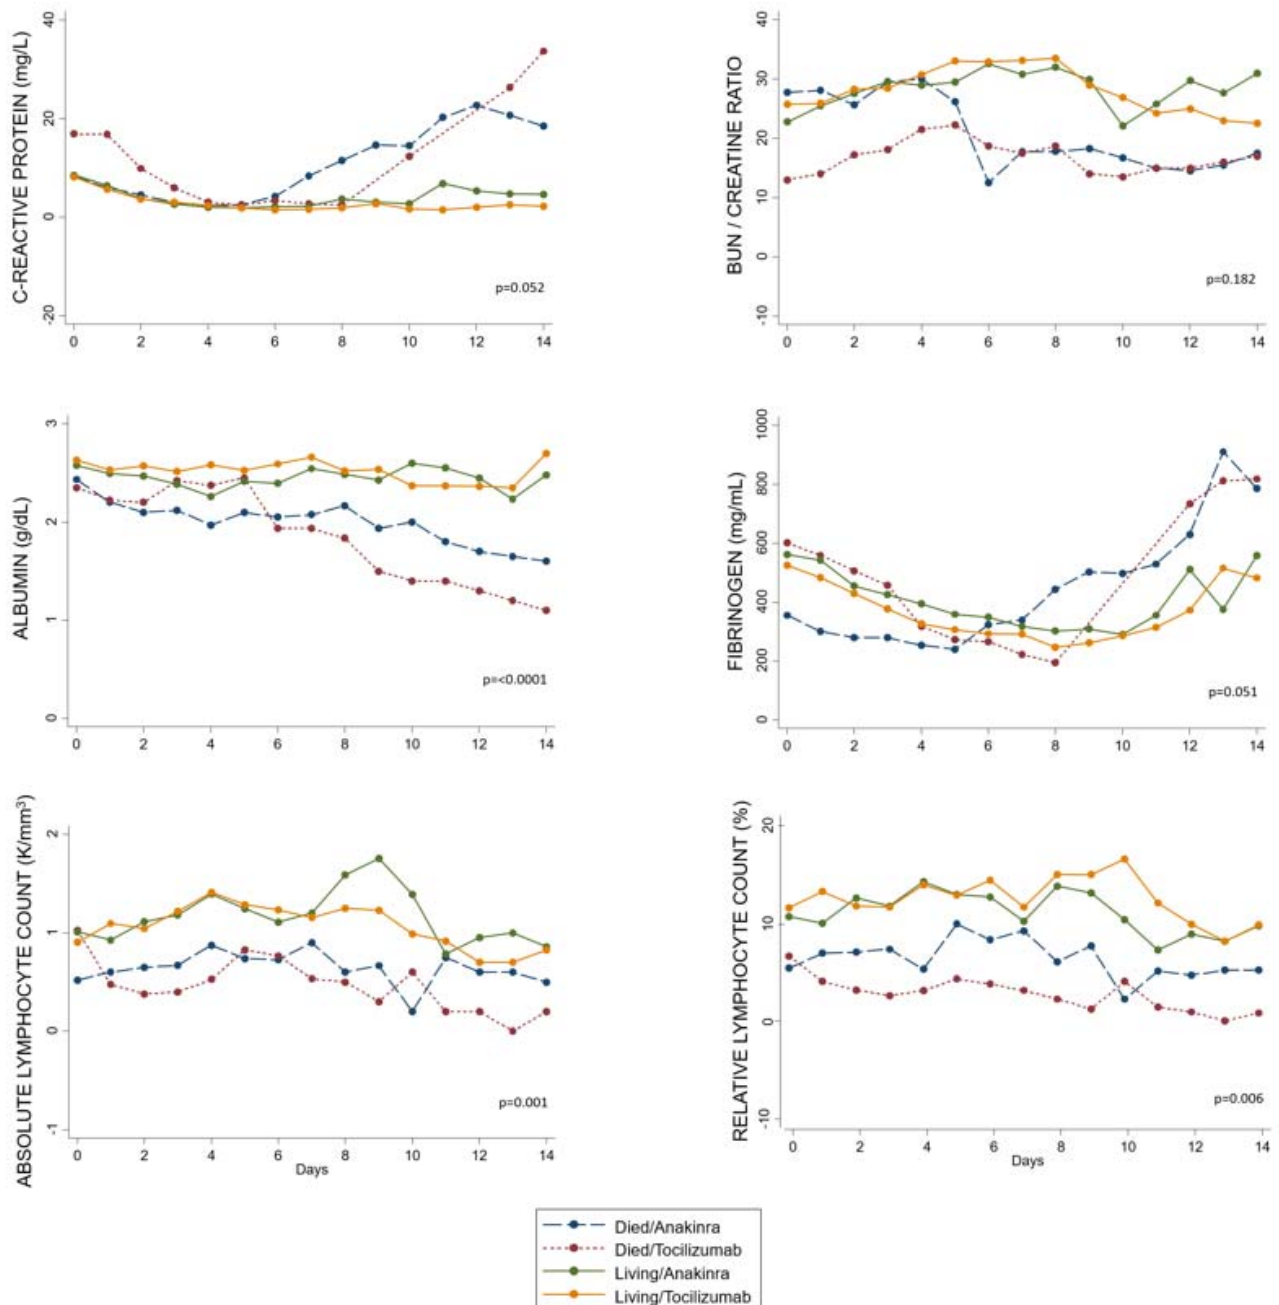 C-REACTIVE PROTEIN (mg/L)
40
20
0
-20
p=0.052
0 2 4 6 8 10 12 14
BUN / CREATINE RATIO
40
30
20
10
0
-10
p=0.182
0 2 4 6 8 10 12 14
ALBUMIN (g/dL)
3
2
1
0
p=<0.0001
0 2 4 6 8 10 12 14
FIBRINOGEN (mg/mL)
1000
800
600
400
200
0
p=0.051
0 2 4 6 8 10 12 14
ABSOLUTE LYMPHOCYTE COUNT (K/mm³)
2
1
0
-1
p=0.001
0 2 4 6 8 10 12 14
Days
RELATIVE LYMPHOCYTE COUNT (%)
20
10
0
-10
p=0.006
0 2 4 6 8 10 12 14
Days
Died/Anakinra
Died/Tocilizumab
Living/Anakinra
Living/Tocilizumab